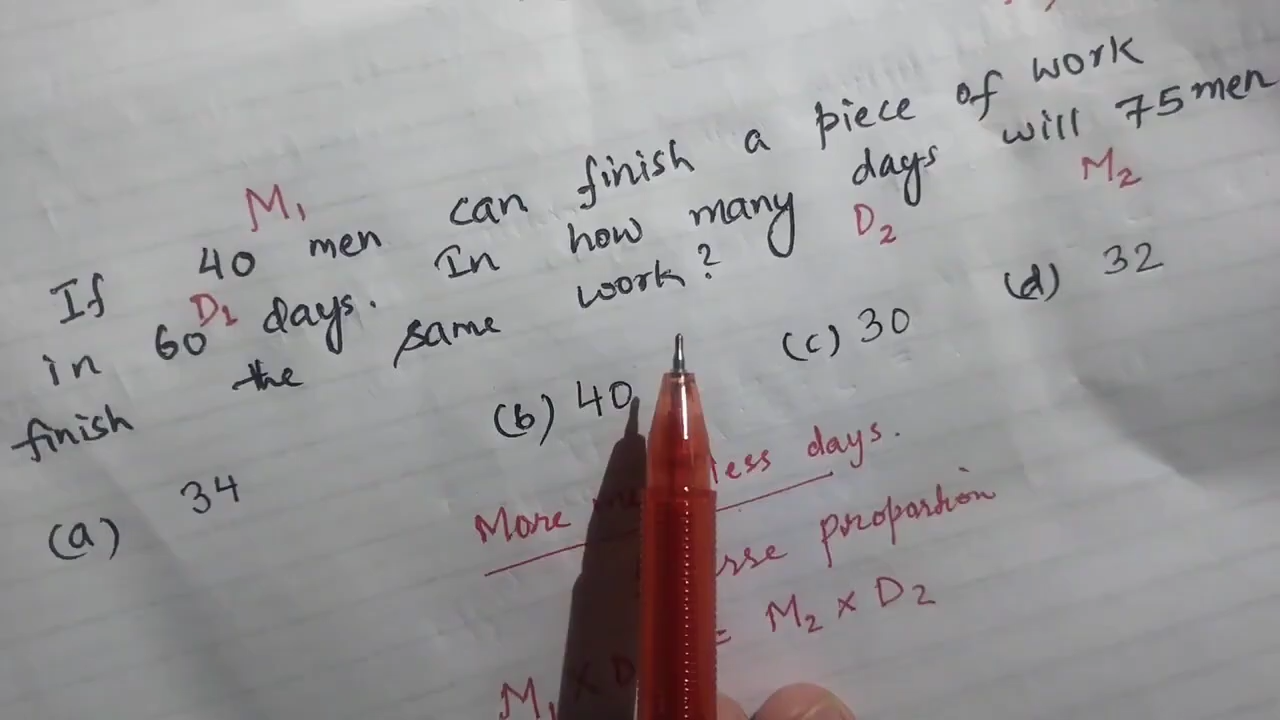 If 40 men can finish a piece of work
M₁
in 60 days. In how many days will 75 men
D₁ D₂ M₂
finish the same work?
(a) 34 (b) 40 (c) 30 (d) 32
More less days.
proportion
M₁ × D = M₂ × D₂